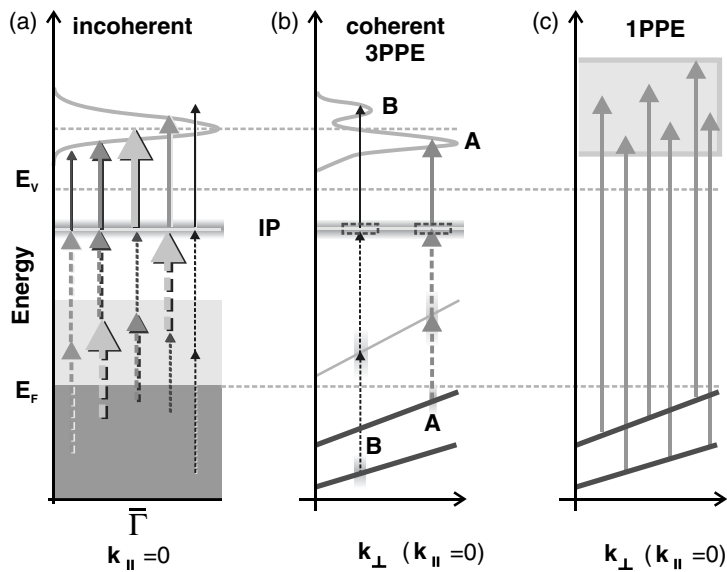 (a) incoherent
(b) coherent
3PPE
(c) 1PPE
B
A
E_V
IP
Energy
E_F
A
B
Γ̅
k_∥ =0
k_⊥ ( k_∥ =0)
k_⊥ ( k_∥ =0)